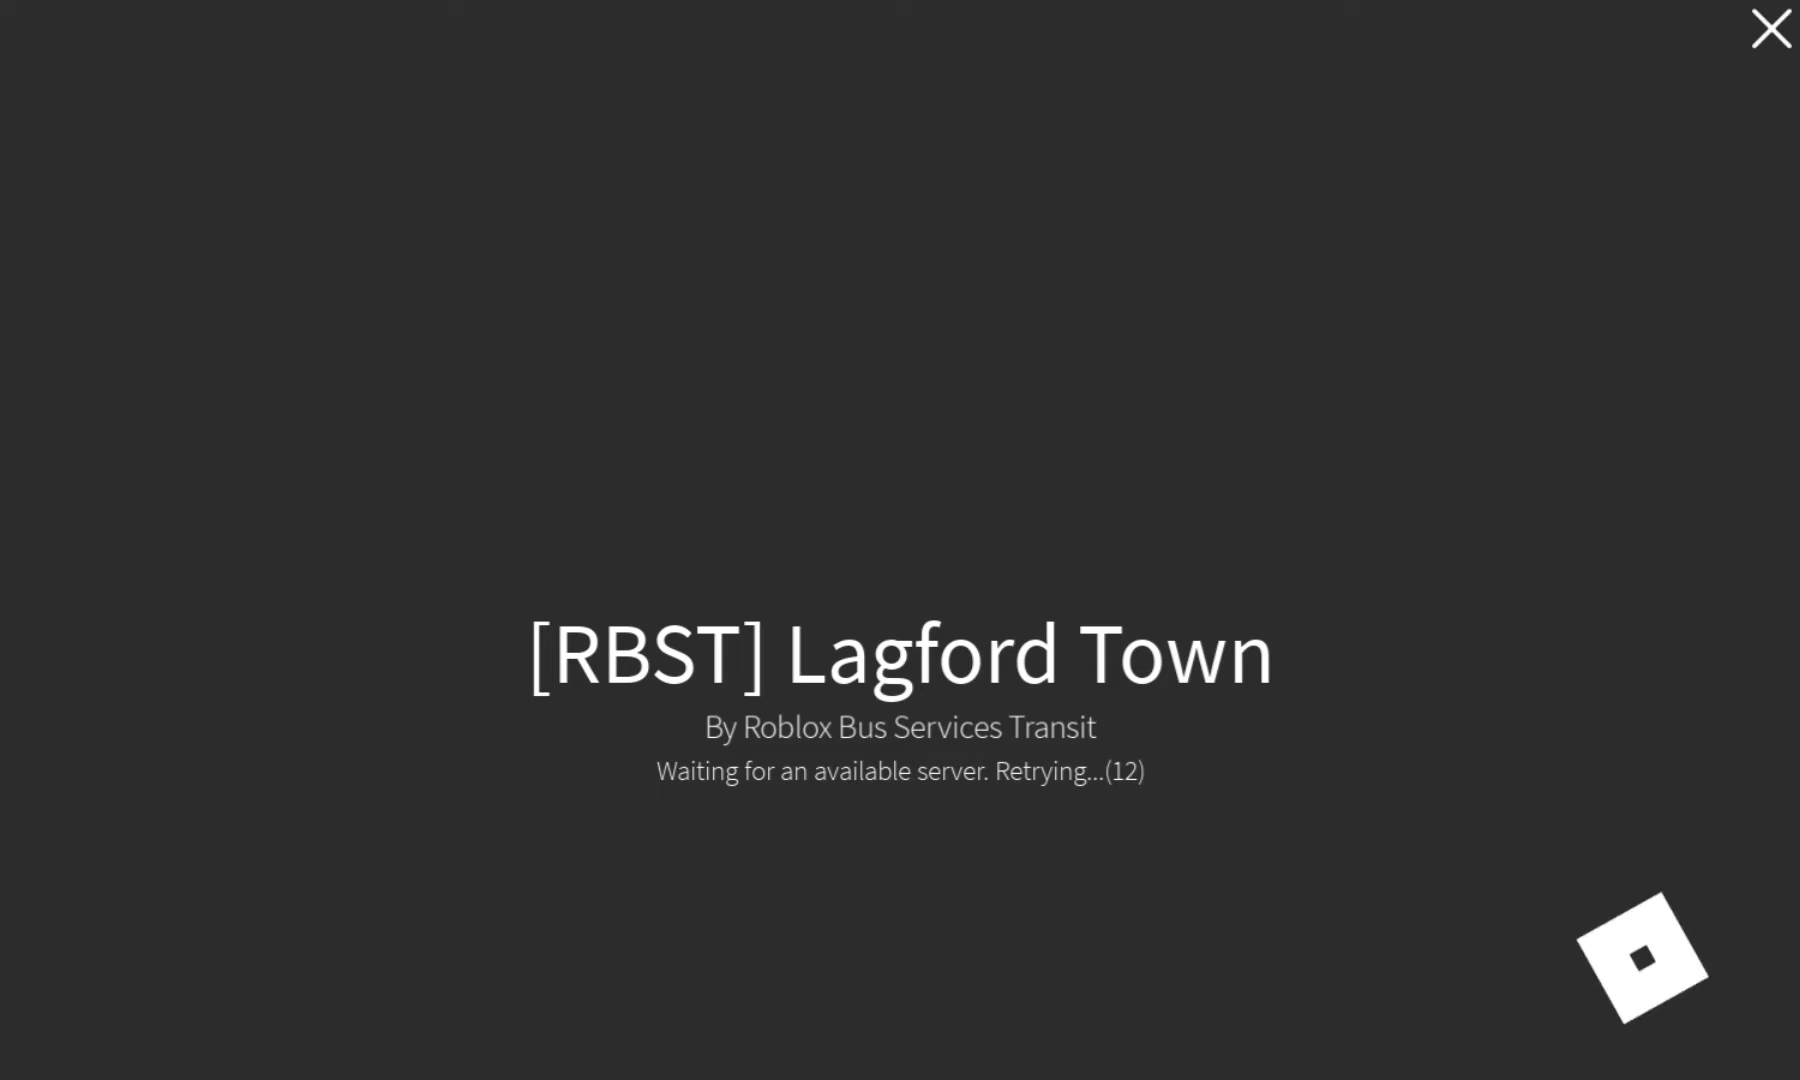 [RBST] Lagford Town
By Roblox Bus Services Transit
Waiting for an available server. Retrying...(12)